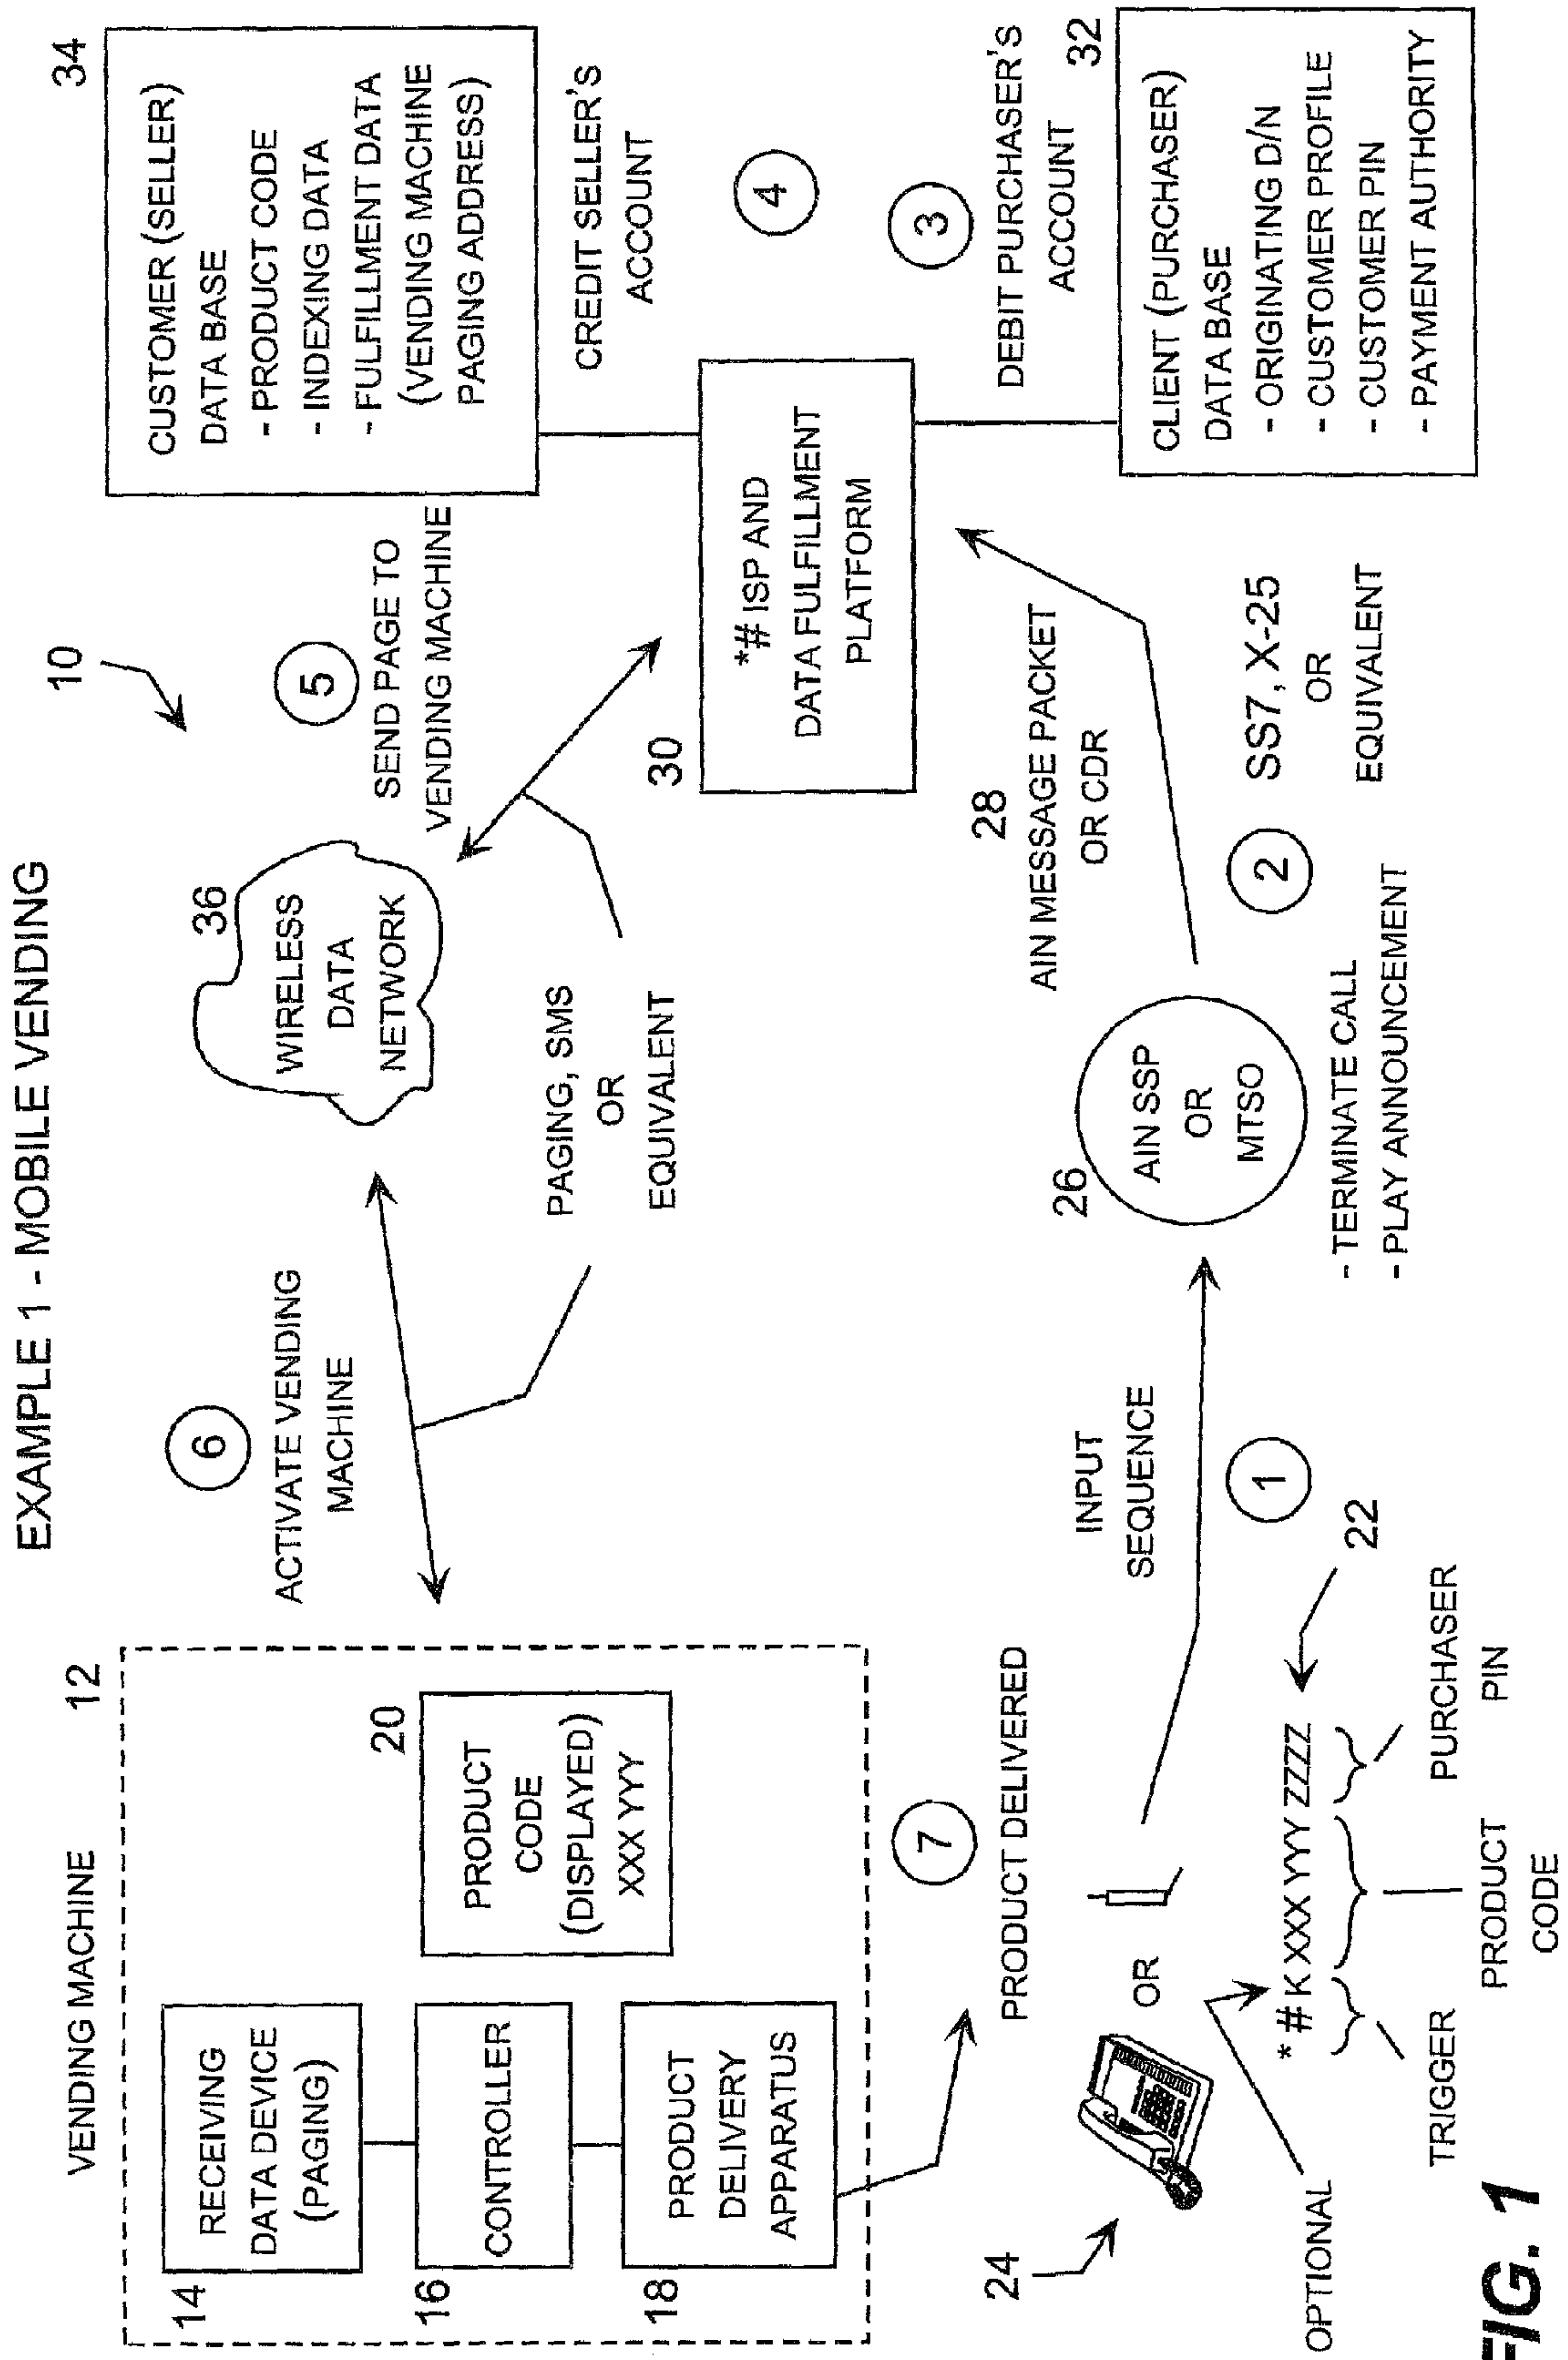 EXAMPLE 1 - MOBILE VENDING
VENDING MACHINE
12
14
RECEIVING
DATA DEVICE
(PAGING)
16
CONTROLLER
18
PRODUCT
DELIVERY
APPARATUS
20
PRODUCT
CODE
(DISPLAYED)
XXX YYY
6
ACTIVATE VENDING
MACHINE
36
WIRELESS
DATA
NETWORK
PAGING, SMS
OR
EQUIVALENT
10
5
SEND PAGE TO
VENDING MACHINE
34
CUSTOMER (SELLER)
DATA BASE
- PRODUCT CODE
- INDEXING DATA
- FULFILLMENT DATA
(VENDING MACHINE
PAGING ADDRESS)
CREDIT SELLER'S
ACCOUNT
4
30
*# ISP AND
DATA FULFILLMENT
PLATFORM
3
DEBIT PURCHASER'S
ACCOUNT
32
CLIENT (PURCHASER)
DATA BASE
- ORIGINATING D/N
- CUSTOMER PROFILE
- CUSTOMER PIN
- PAYMENT AUTHORITY
7
PRODUCT DELIVERED
24
OR
INPUT
SEQUENCE
1
26
AIN SSP
OR
MTSO
- TERMINATE CALL
- PLAY ANNOUNCEMENT
28
AIN MESSAGE PACKET
OR CDR
2
SS7, X-25
OR
EQUIVALENT
22
*# K XXX YYY ZZZZ
OPTIONAL
TRIGGER
PRODUCT
CODE
PURCHASER
PIN
FIG. 1